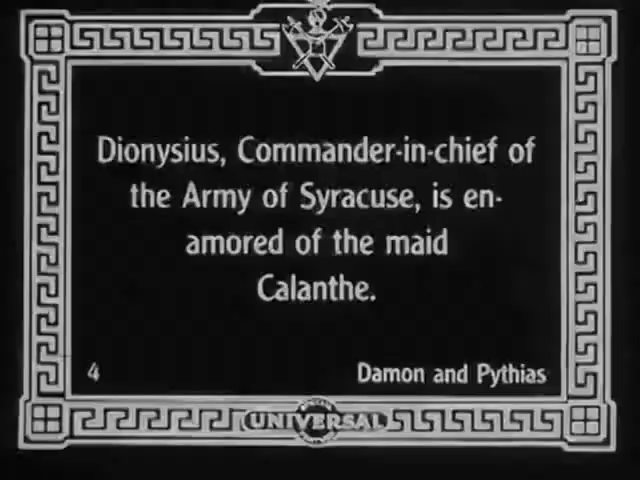 Dionysius, Commander-in-chief of
the Army of Syracuse, is en-
amored of the maid
Calanthe.
4 Damon and Pythias
UNIVERSAL